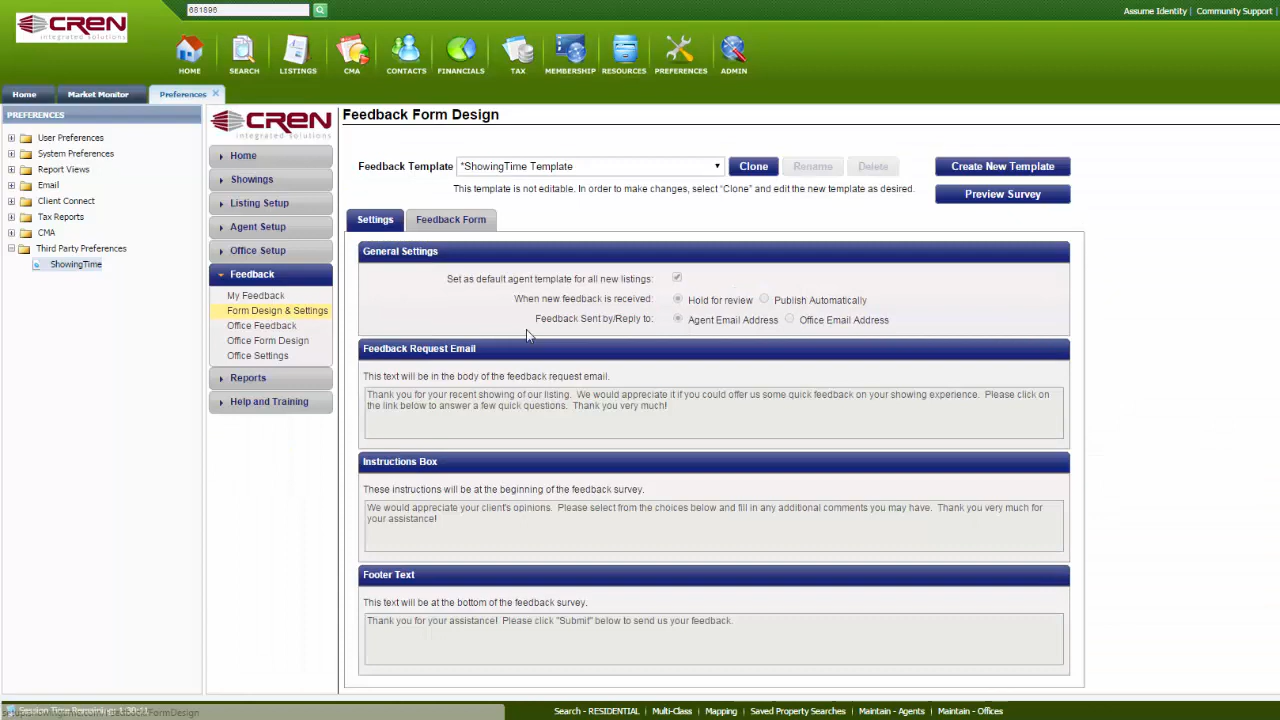 681896
Assume Identity | Community Support |
CREN
integrated solutions
HOME
SEARCH
LISTINGS
CMA
CONTACTS
FINANCIALS
TAX
MEMBERSHIP
RESOURCES
PREFERENCES
ADMIN
Home
Market Monitor
Preferences
PREFERENCES
User Preferences
System Preferences
Report Views
Email
Client Connect
Tax Reports
CMA
Third Party Preferences
ShowingTime
CREN
integrated solutions
Home
Showings
Listing Setup
Agent Setup
Office Setup
Feedback
My Feedback
Form Design & Settings
Office Feedback
Office Form Design
Office Settings
Reports
Help and Training
Feedback Form Design
Feedback Template *ShowingTime Template Clone Rename Delete Create New Template
This template is not editable. In order to make changes, select "Clone" and edit the new template as desired.
Preview Survey
Settings Feedback Form
General Settings
Set as default agent template for all new listings:
When new feedback is received: Hold for review Publish Automatically
Feedback Sent by/Reply to: Agent Email Address Office Email Address
Feedback Request Email
This text will be in the body of the feedback request email.
Thank you for your recent showing of our listing. We would appreciate it if you could offer us some quick feedback on your showing experience. Please click on
the link below to answer a few quick questions. Thank you very much!
Instructions Box
These instructions will be at the beginning of the feedback survey.
We would appreciate your client's opinions. Please select from the choices below and fill in any additional comments you may have. Thank you very much for
your assistance!
Footer Text
This text will be at the bottom of the feedback survey.
Thank you for your assistance! Please click "Submit" below to send us your feedback.
Session Time Remaining:
Search - RESIDENTIAL | Multi-Class | Mapping | Saved Property Searches | Maintain - Agents | Maintain - Offices